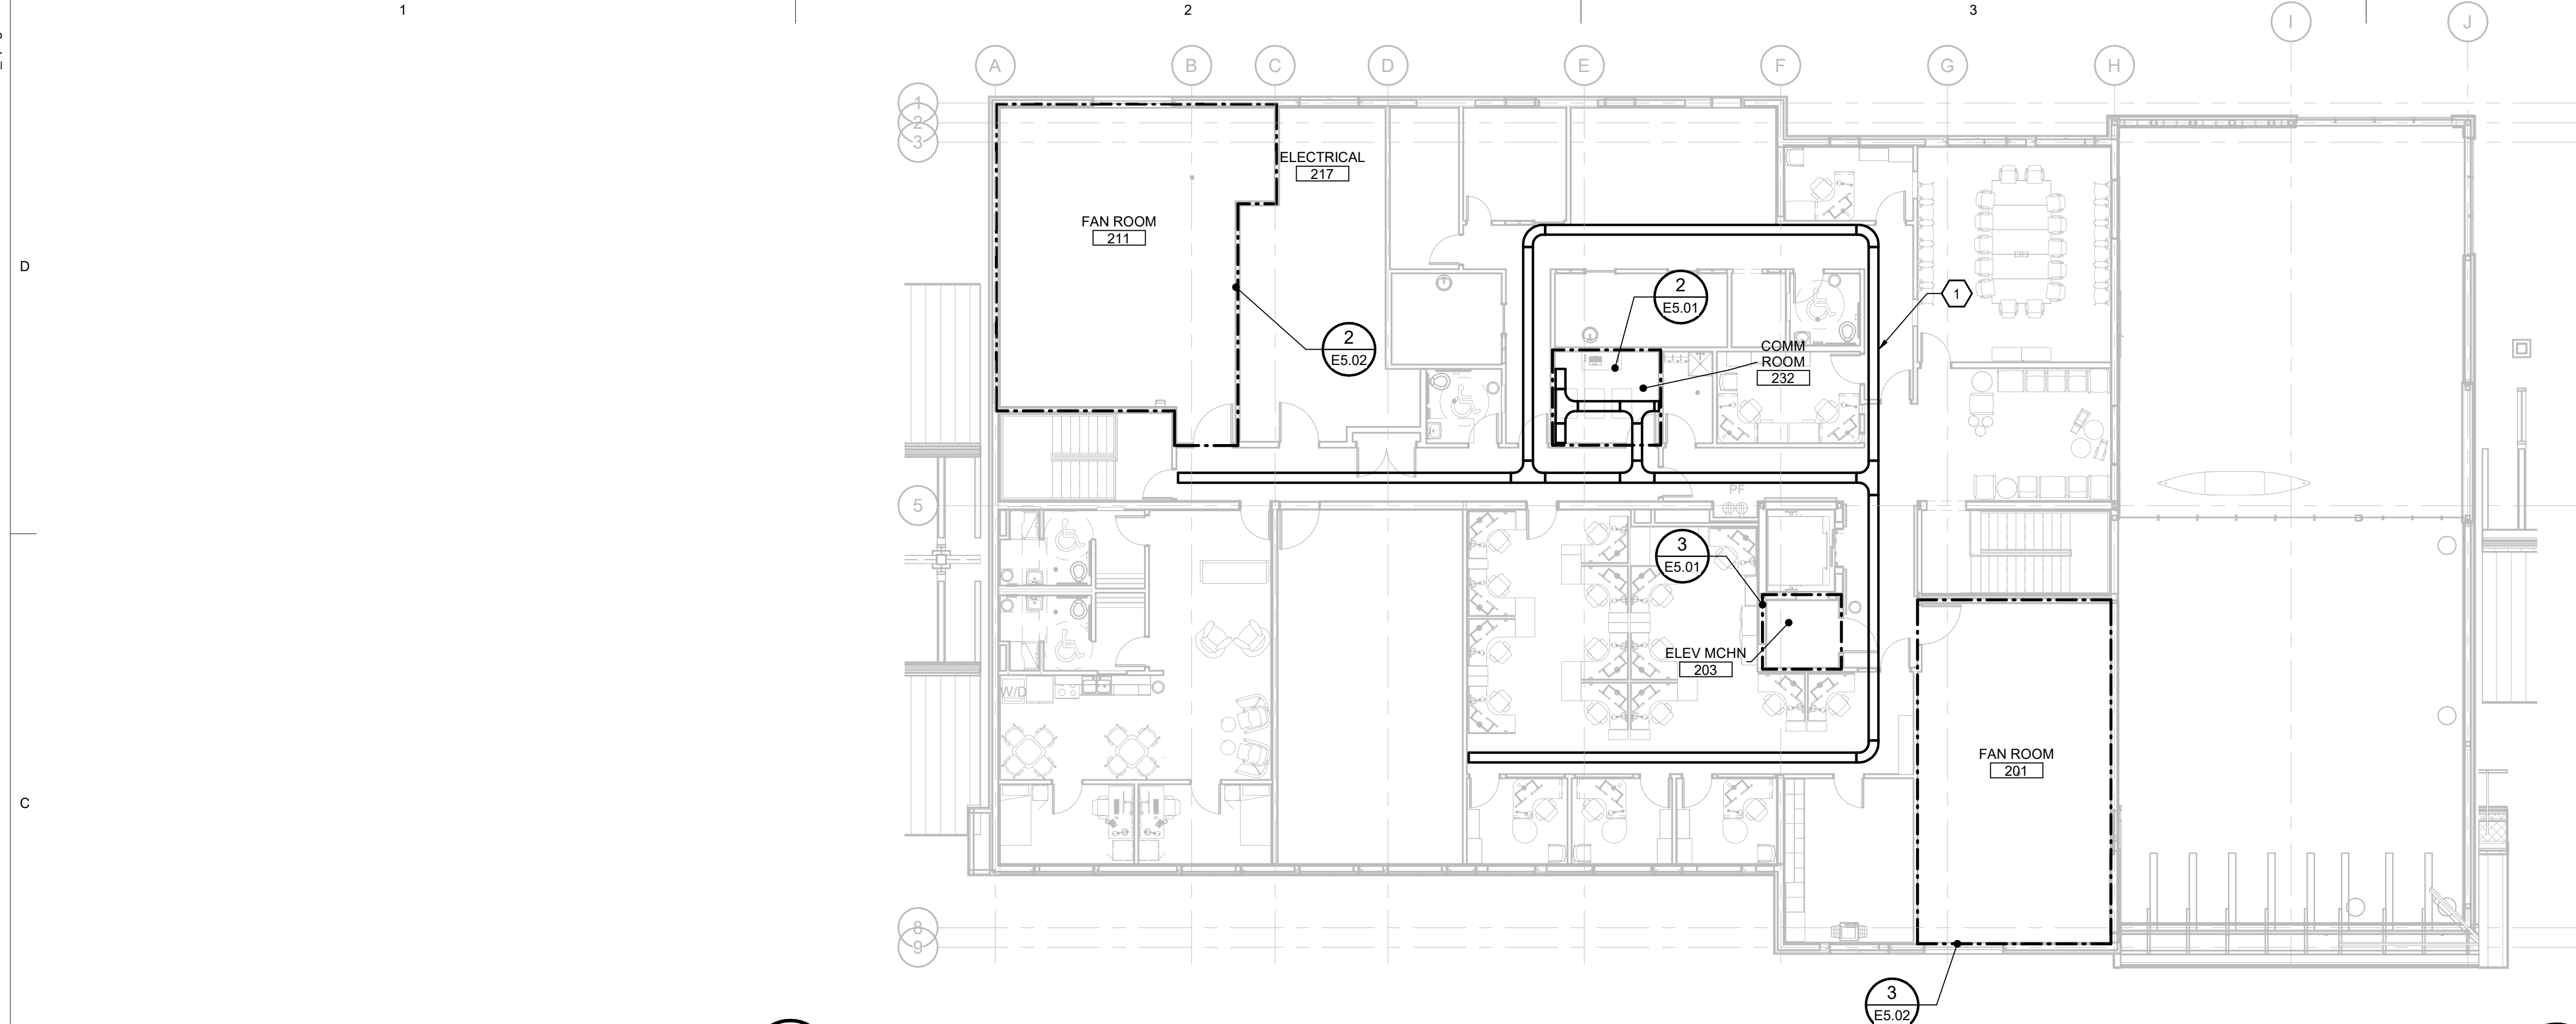 1
2
3
I
J
A
B
C
D
E
F
G
H
1
2
3
ELECTRICAL
217
FAN ROOM
211
D
2
E5.01
1
2
E5.02
COMM
ROOM
232
PF
5
3
E5.01
ELEV MCHN
203
W/D
FAN ROOM
201
C
8
9
3
E5.02